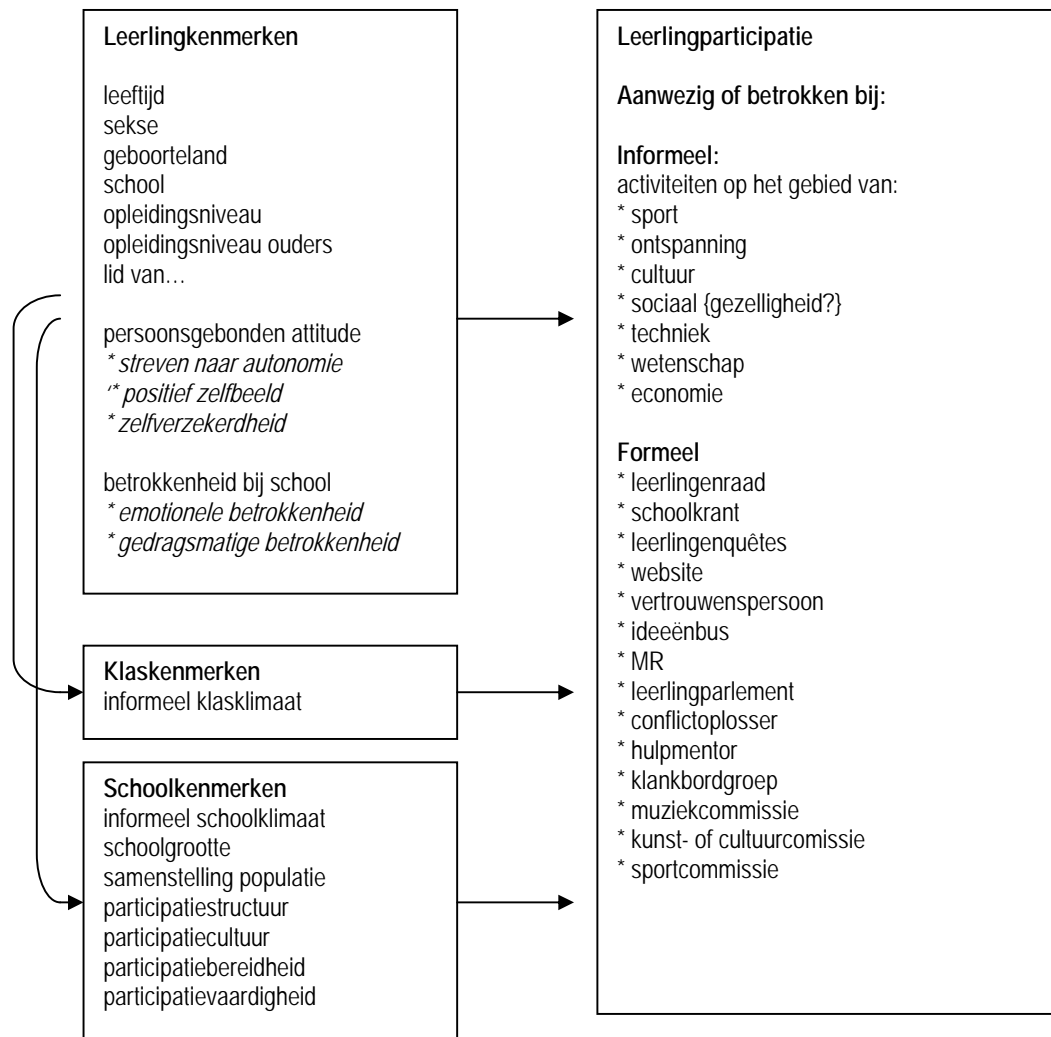 Leerlingkenmerken
leeftijd
sekse
geboorteland
school
opleidingsniveau
opleidingsniveau ouders
lid van…
persoonsgebonden attitude
* streven naar autonomie
‘* positief zelfbeeld
* zelfverzekerdheid
betrokkenheid bij school
* emotionele betrokkenheid
* gedragsmatige betrokkenheid
Klaskenmerken
informeel klasklimaat
Schoolkenmerken
informeel schoolklimaat
schoolgrootte
samenstelling populatie
participatiestructuur
participatiecultuur
participatiebereidheid
participatievaardigheid
Leerlingparticipatie
Aanwezig of betrokken bij:
Informeel:
activiteiten op het gebied van:
* sport
* ontspanning
* cultuur
* sociaal {gezelligheid?}
* techniek
* wetenschap
* economie
Formeel
* leerlingenraad
* schoolkrant
* leerlingenquêtes
* website
* vertrouwenspersoon
* ideeënbus
* MR
* leerlingparlement
* conflictoplosser
* hulpmentor
* klankbordgroep
* muziekcommissie
* kunst- of cultuurcomissie
* sportcommissie